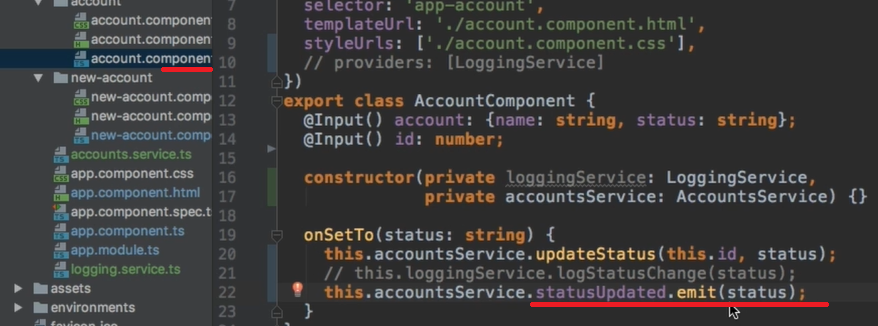 account
account.component
account.component
account.component
new-account
new-account.comp
new-account.comp
new-account.compo
accounts.service.ts
app.component.css
app.component.html
app.component.spec.t
app.component.ts
app.module.ts
logging.service.ts
assets
environments
favicon.ico
7 selector: 'app-account',
8 templateUrl: './account.component.html',
9 styleUrls: ['./account.component.css'],
10 // providers: [LoggingService]
11 })
12 export class AccountComponent {
13 @Input() account: {name: string, status: string};
14 @Input() id: number;
15
16 constructor(private loggingService: LoggingService,
17 private accountsService: AccountsService) {}
18
19 onSetTo(status: string) {
20 this.accountsService.updateStatus(this.id, status);
21 // this.loggingService.logStatusChange(status);
22 this.accountsService.statusUpdated.emit(status);
23 }